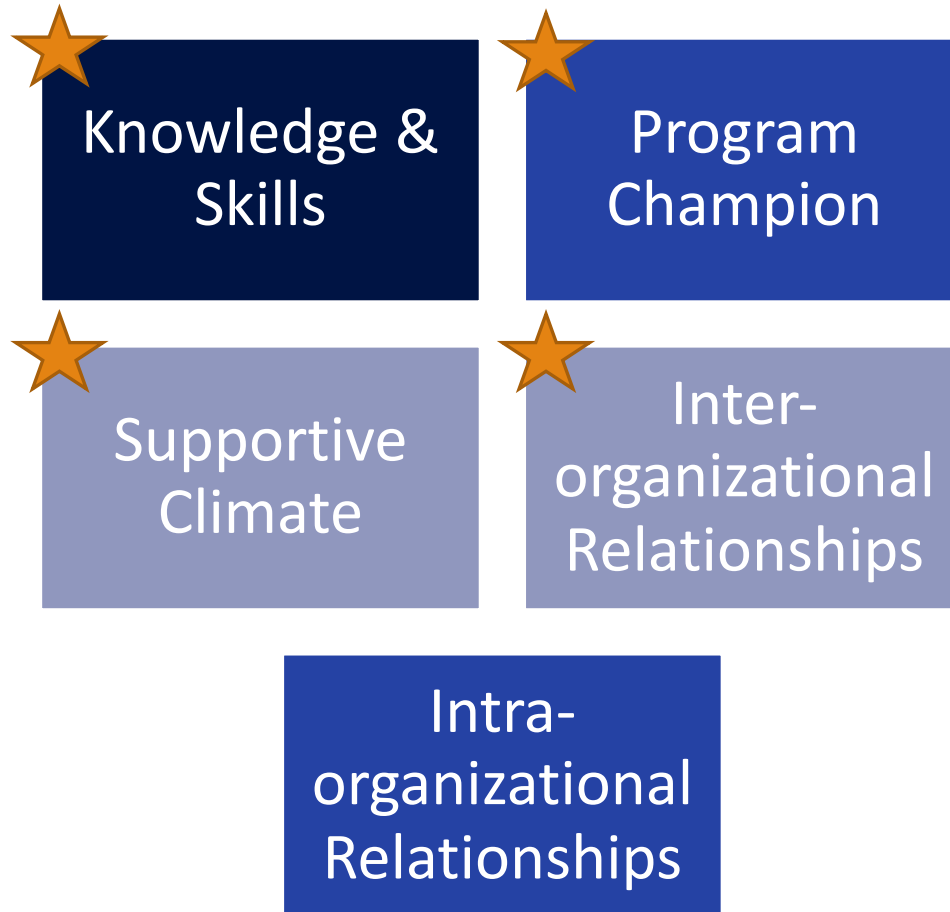 Knowledge &
Skills
Program
Champion
Supportive
Climate
Inter-
organizational
Relationships
Intra-
organizational
Relationships